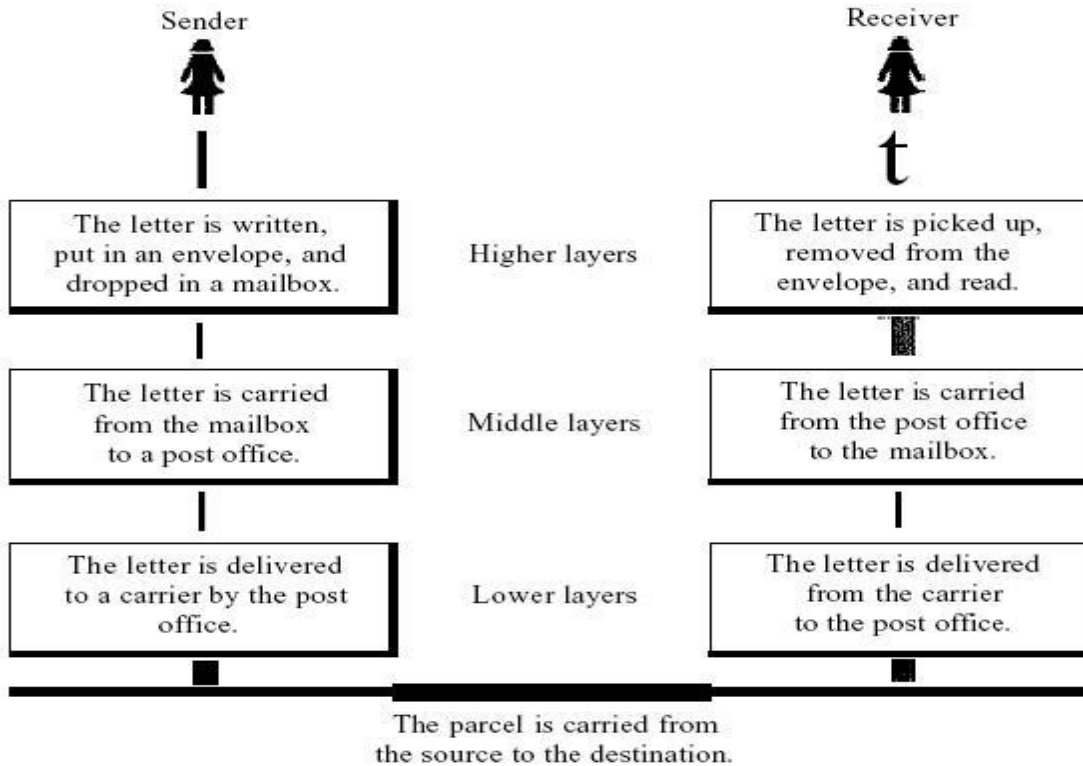 Sender
Receiver
t
The letter is written,
put in an envelope, and
dropped in a mailbox.
Higher layers
The letter is picked up,
removed from the
envelope, and read.
The letter is carried
from the mailbox
to a post office.
Middle layers
The letter is carried
from the post office
to the mailbox.
The letter is delivered
to a carrier by the post
office.
Lower layers
The letter is delivered
from the carrier
to the post office.
The parcel is carried from
the source to the destination.